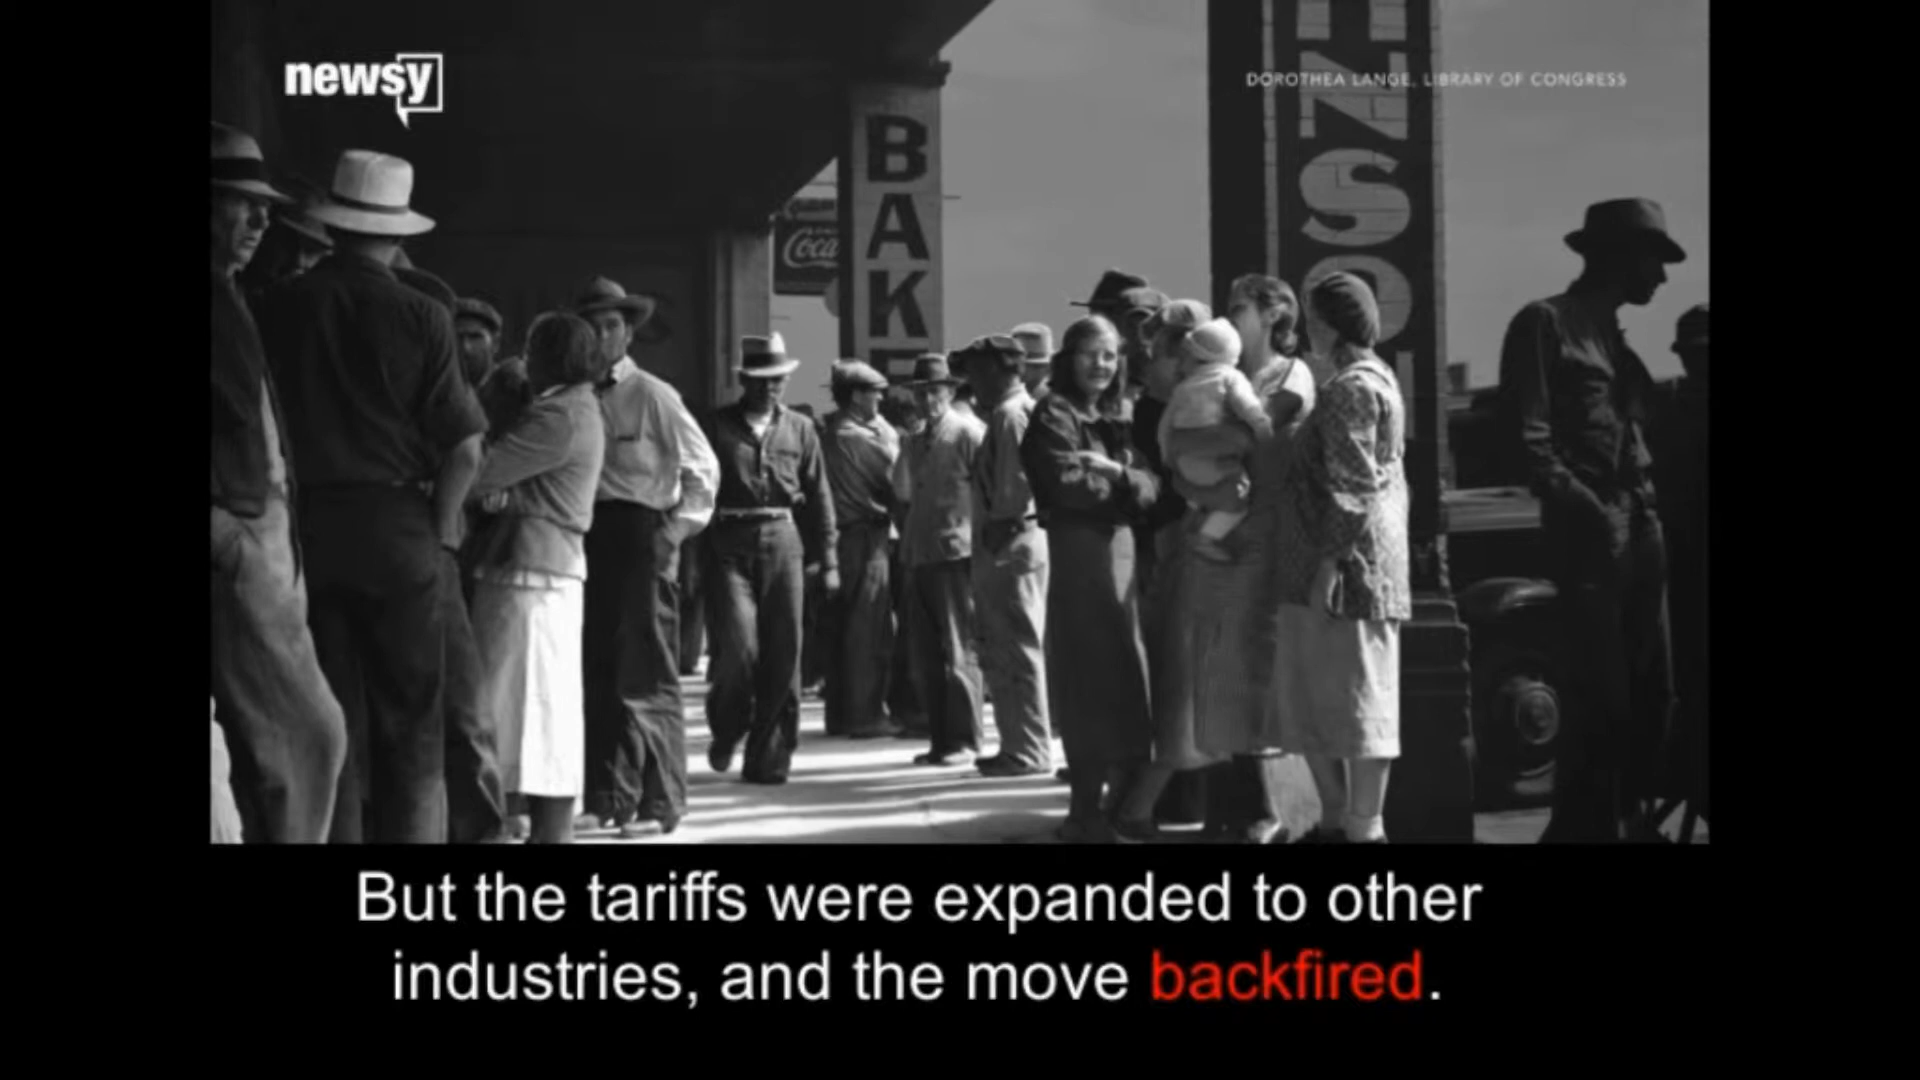 newsy
DOROTHEA LANGE, LIBRARY OF CONGRESS
BAKE
Coca
NSO
But the tariffs were expanded to other
industries, and the move backfired.